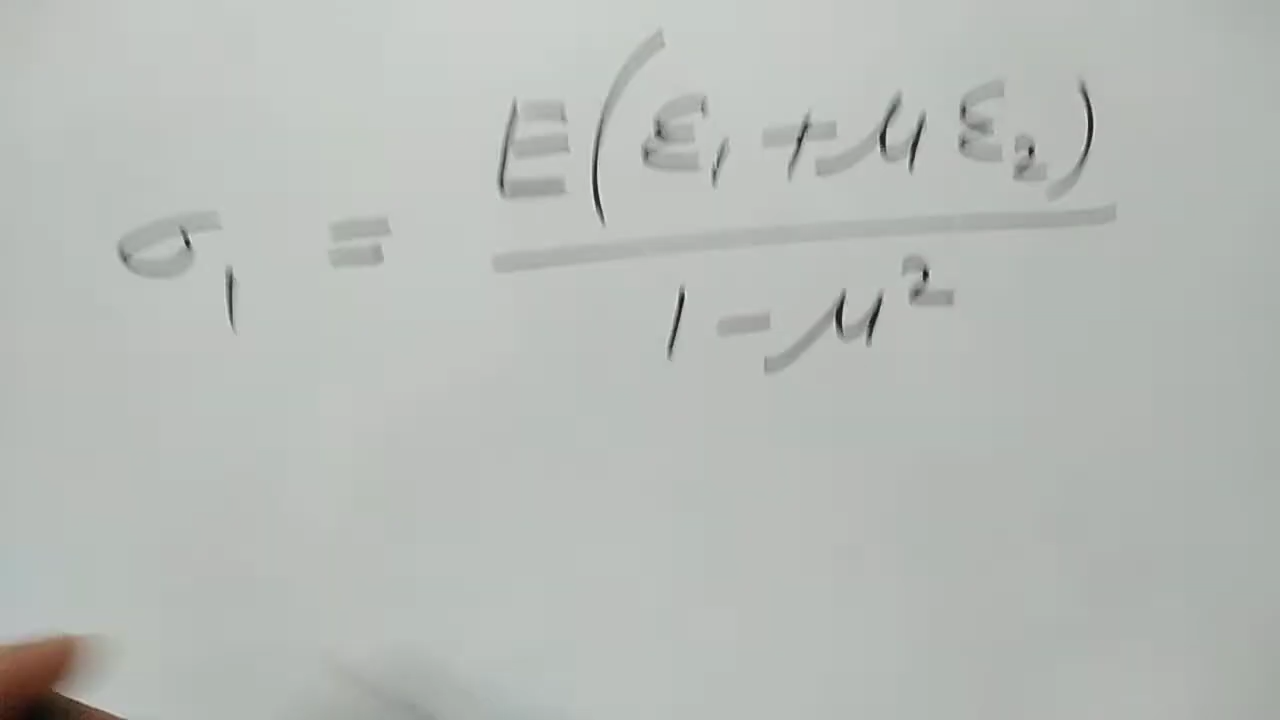 σ₁ = E(ε₁ + μ ε₂) / 1 - μ²